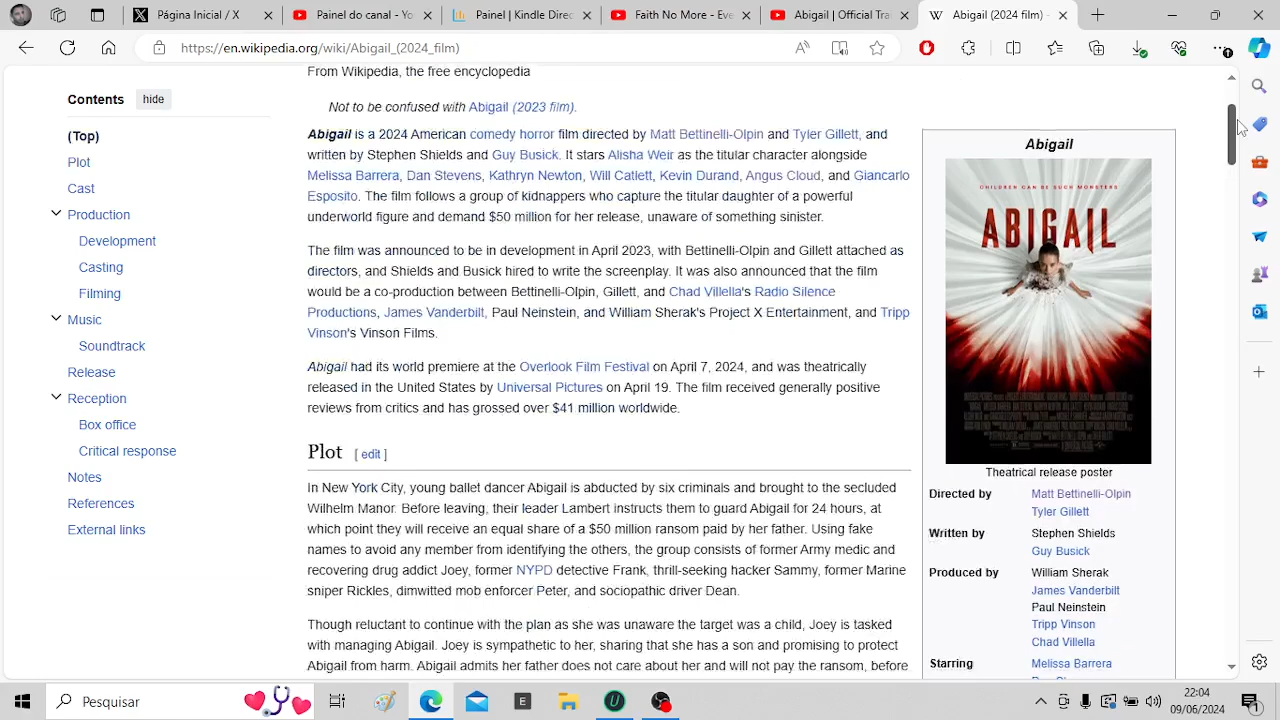 Página inicial / X
Painel do canal - Yo
Painel | Kinde Direc
Faith No More - Eve
Abigail | Official Tra
Abigail (2024 film) -
https://en.wikipedia.org/wiki/Abigail_(2024_film)
From Wikipedia, the free encyclopedia
Contents hide
(Top)
Plot
Cast
Production
Development
Casting
Filming
Music
Soundtrack
Release
Reception
Box office
Critical response
Notes
References
External links
Not to be confused with Abigail (2023 film).
Abigail is a 2024 American comedy horror film directed by Matt Bettinelli-Olpin and Tyler Gillett, and
written by Stephen Shields and Guy Busick. It stars Alisha Weir as the titular character alongside
Melissa Barrera, Dan Stevens, Kathryn Newton, Will Catlett, Kevin Durand, Angus Cloud, and Giancarlo
Esposito. The film follows a group of kidnappers who capture the titular daughter of a powerful
underworld figure and demand $50 million for her release, unaware of something sinister.
The film was announced to be in development in April 2023, with Bettinelli-Olpin and Gillett attached as
directors, and Shields and Busick hired to write the screenplay. It was also announced that the film
would be a co-production between Bettinelli-Olpin, Gillett, and Chad Villella's Radio Silence
Productions, James Vanderbilt, Paul Neinstein, and William Sherak's Project X Entertainment, and Tripp
Vinson's Vinson Films.
Abigail had its world premiere at the Overlook Film Festival on April 7, 2024, and was theatrically
released in the United States by Universal Pictures on April 19. The film received generally positive
reviews from critics and has grossed over $41 million worldwide.
Plot [ edit ]
In New York City, young ballet dancer Abigail is abducted by six criminals and brought to the secluded
Wilhelm Manor. Before leaving, their leader Lambert instructs them to guard Abigail for 24 hours, at
which point they will receive an equal share of a $50 million ransom paid by her father. Using fake
names to avoid any member from identifying the others, the group consists of former Army medic and
recovering drug addict Joey, former NYPD detective Frank, thrill-seeking hacker Sammy, former Marine
sniper Rickles, dimwitted mob enforcer Peter, and sociopathic driver Dean.
Though reluctant to continue with the plan as she was unaware the target was a child, Joey is tasked
with managing Abigail. Joey is sympathetic to her, sharing that she has a son and promising to protect
Abigail from harm. Abigail admits her father does not care about her and will not pay the ransom, before
Abigail
CHILDREN CAN BE SUCH MONSTERS
ABIGAIL
Theatrical release poster
Directed by Matt Bettinelli-Olpin
Tyler Gillett
Written by Stephen Shields
Guy Busick
Produced by William Sherak
James Vanderbilt
Paul Neinstein
Tripp Vinson
Chad Villella
Starring Melissa Barrera
Pesquisar
22:04
09/06/2024